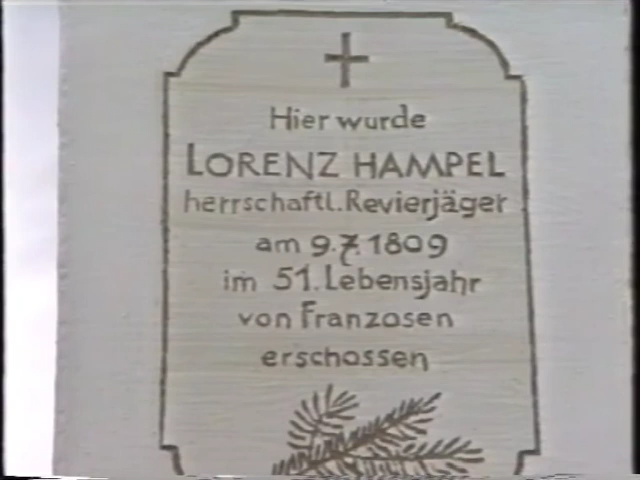 Hier wurde
LORENZ HAMPEL
herrschaftl. Revierjäger
am 9.7.1809
im 51. Lebensjahr
von Franzosen
erschossen